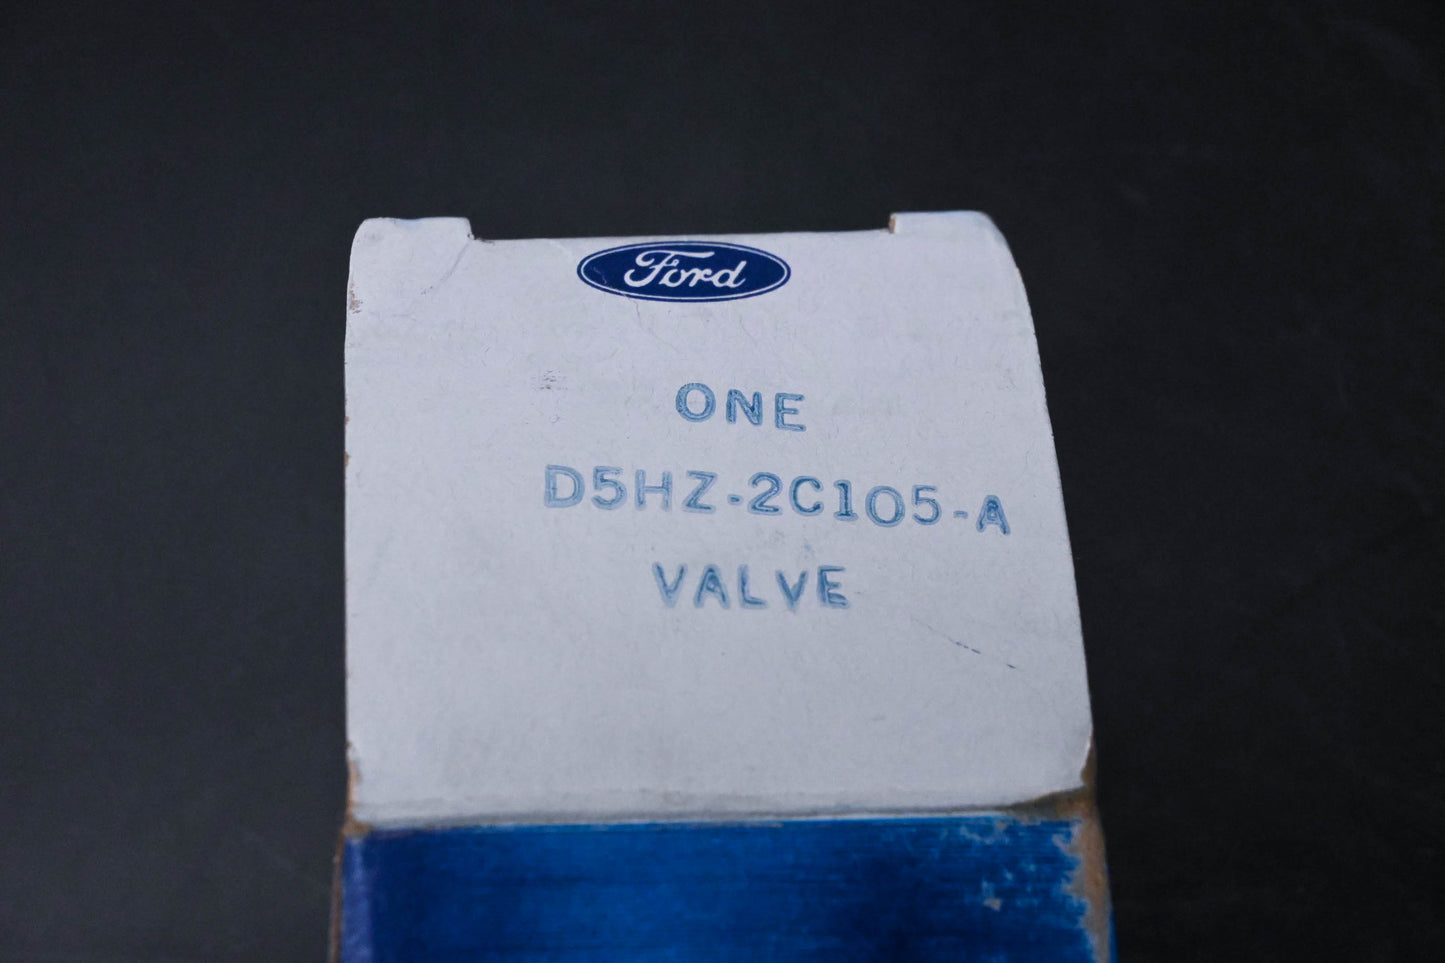 Ford
ONE
D5HZ-2C105-A
VALVE